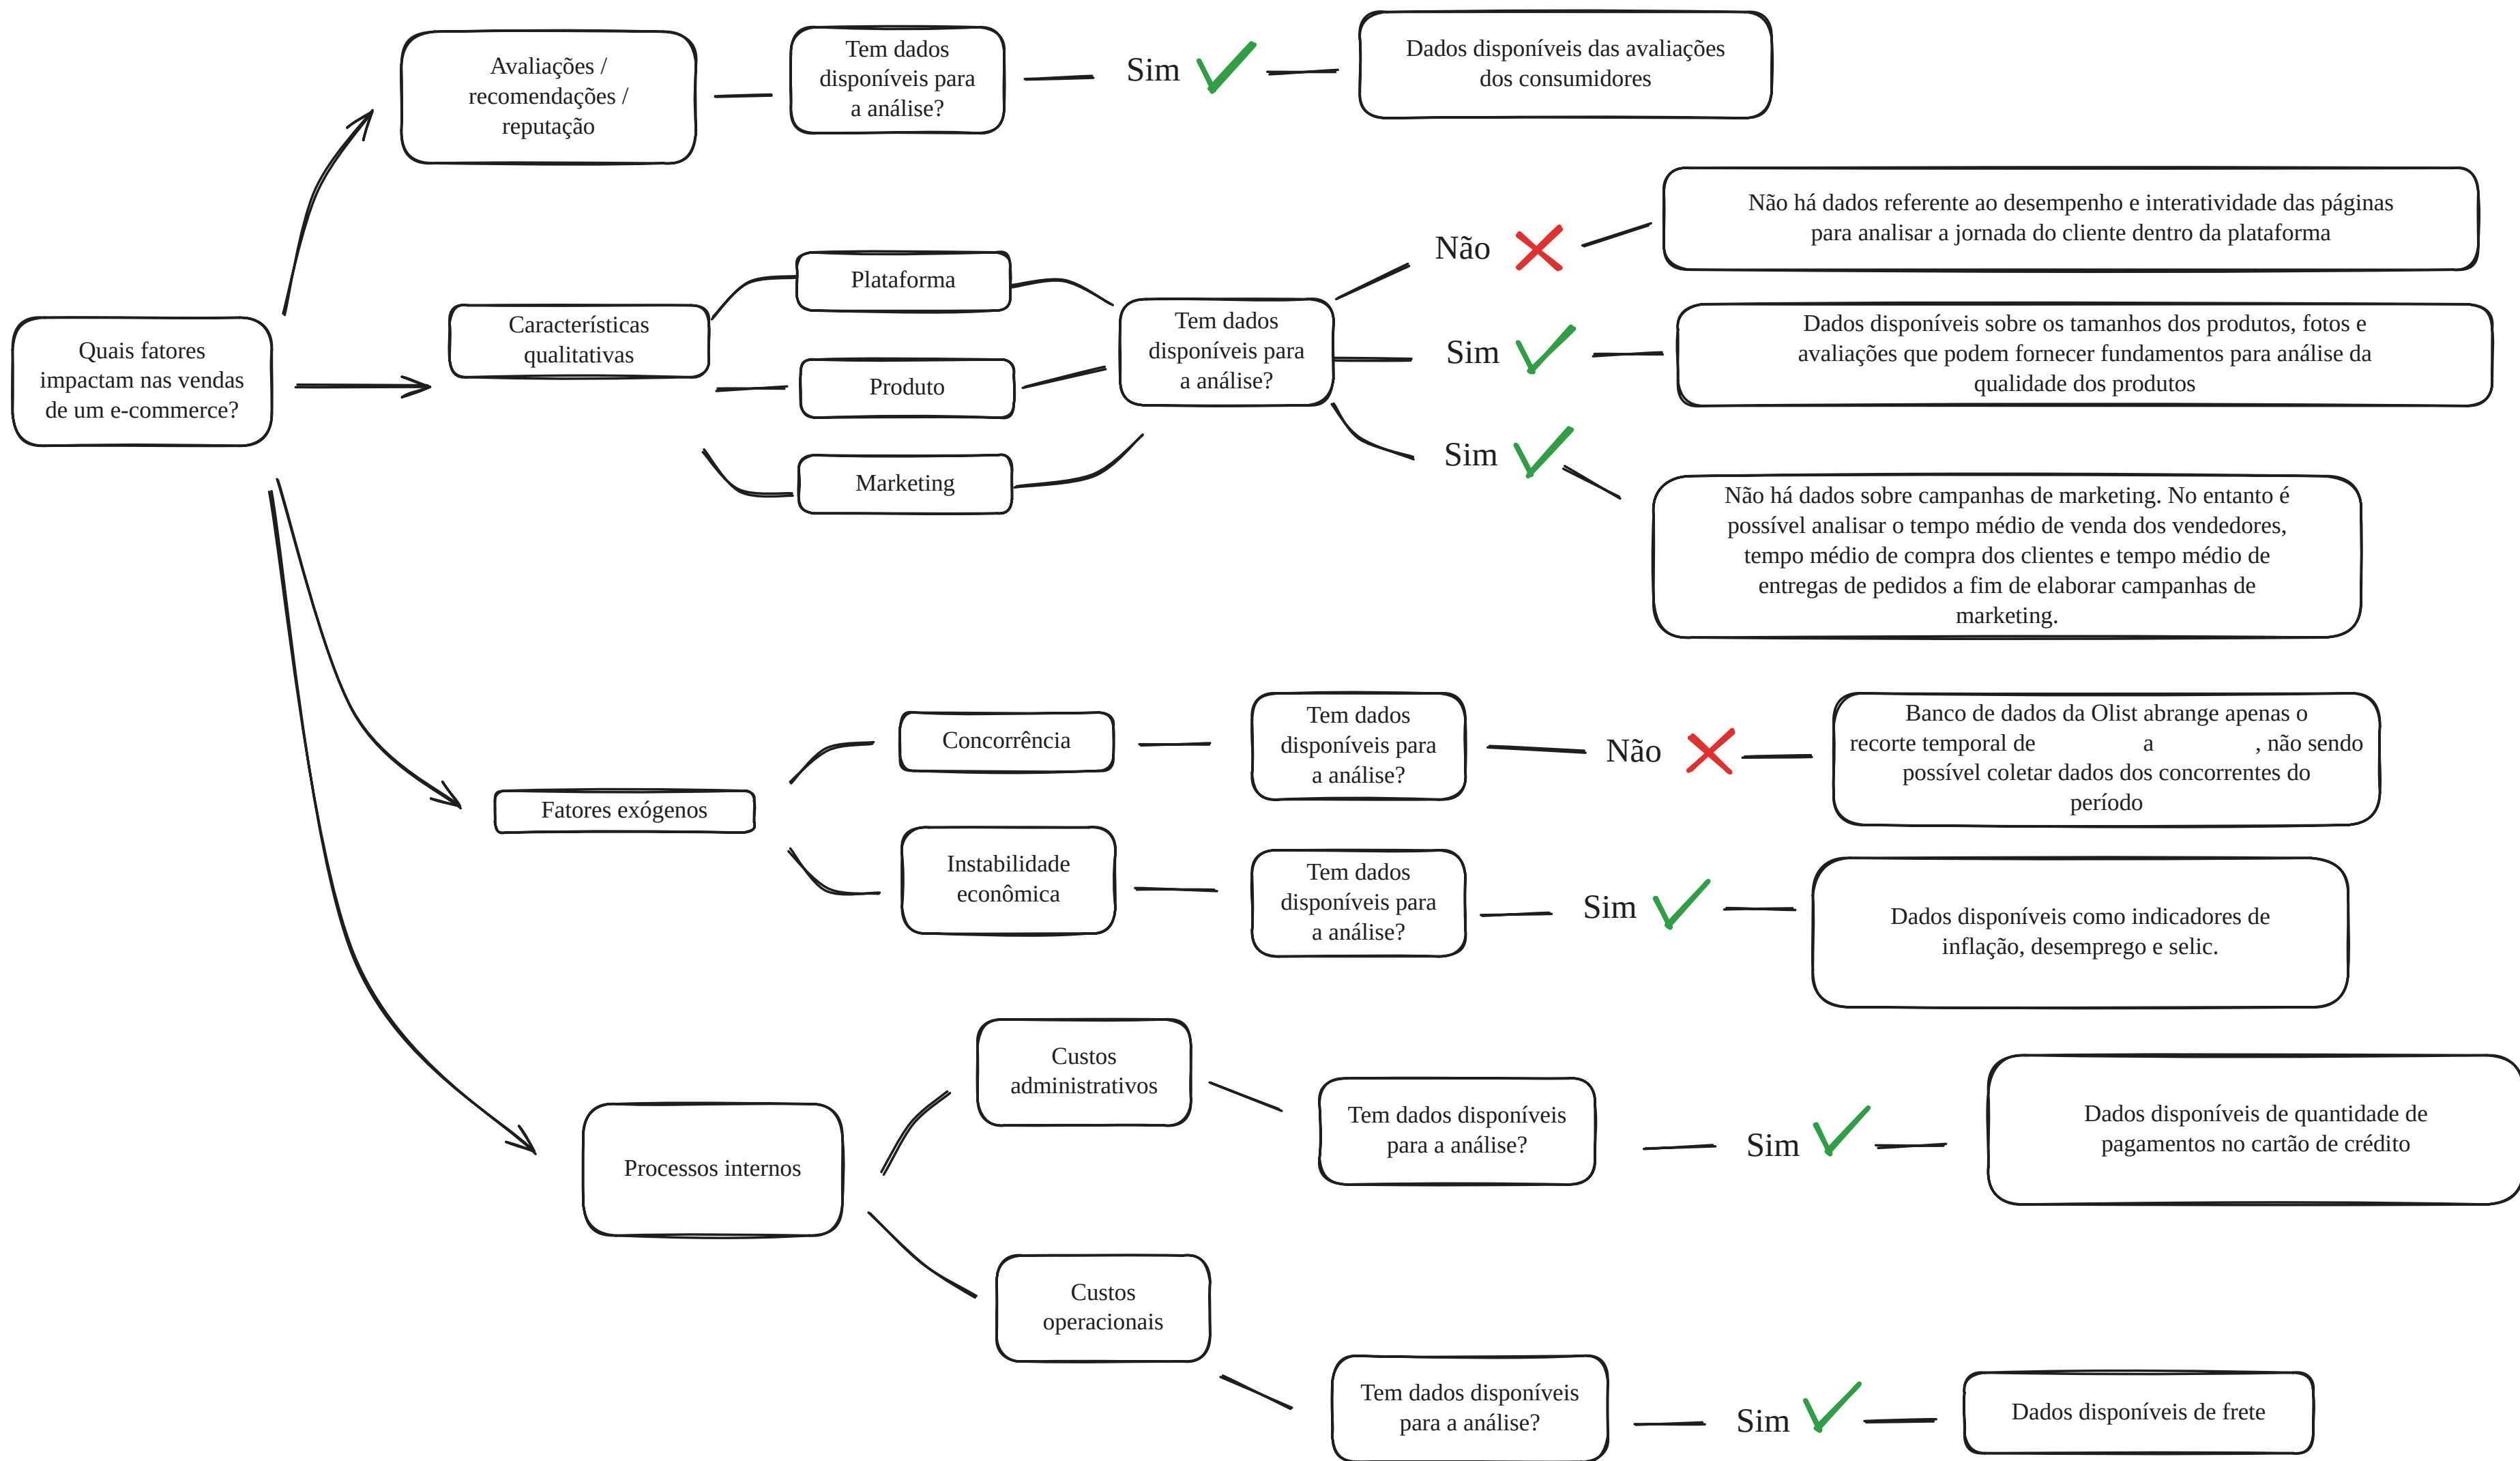 Quais fatores
impactam nas vendas
de um e-commerce?
Avaliações /
recomendações /
reputação
Tem dados
disponíveis para
a análise?
Sim
Dados disponíveis das avaliações
dos consumidores
Características
qualitativas
Plataforma
Produto
Marketing
Tem dados
disponíveis para
a análise?
Não
Não há dados referente ao desempenho e interatividade das páginas
para analisar a jornada do cliente dentro da plataforma
Sim
Dados disponíveis sobre os tamanhos dos produtos, fotos e
avaliações que podem fornecer fundamentos para análise da
qualidade dos produtos
Sim
Não há dados sobre campanhas de marketing. No entanto é
possível analisar o tempo médio de venda dos vendedores,
tempo médio de compra dos clientes e tempo médio de
entregas de pedidos a fim de elaborar campanhas de
marketing.
Fatores exógenos
Concorrência
Tem dados
disponíveis para
a análise?
Não
Banco de dados da Olist abrange apenas o
recorte temporal de a , não sendo
possível coletar dados dos concorrentes do
período
Instabilidade
econômica
Tem dados
disponíveis para
a análise?
Sim
Dados disponíveis como indicadores de
inflação, desemprego e selic.
Processos internos
Custos
administrativos
Tem dados disponíveis
para a análise?
Sim
Dados disponíveis de quantidade de
pagamentos no cartão de crédito
Custos
operacionais
Tem dados disponíveis
para a análise?
Sim
Dados disponíveis de frete